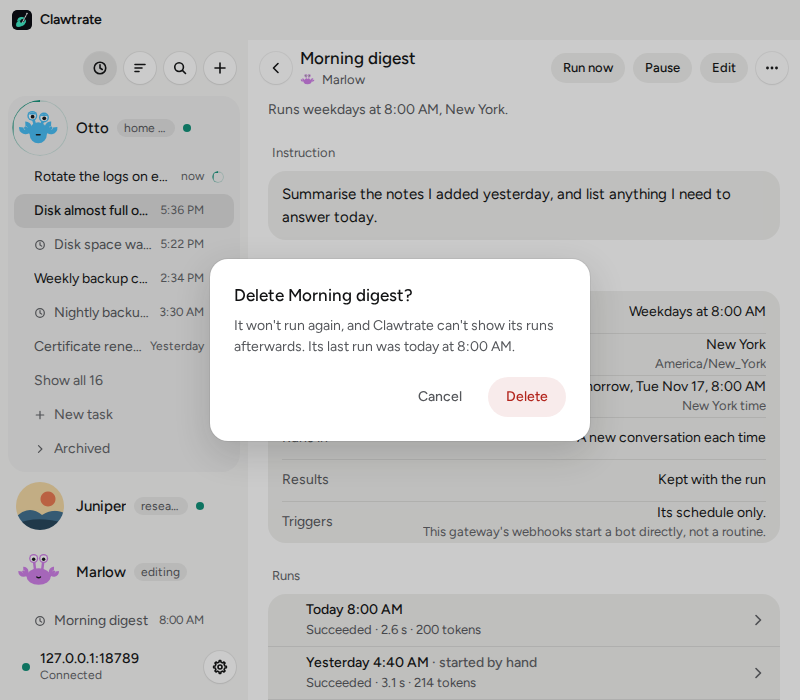 Clawtrate
Otto
home ...
Rotate the logs on e...
now
Disk almost full o...
5:36 PM
Disk space wa...
5:22 PM
Weekly backup c...
2:34 PM
Nightly backu...
3:30 AM
Certificate rene...
Yesterday
Show all 16
New task
Archived
Juniper
resea...
Marlow
editing
Morning digest
8:00 AM
127.0.0.1:18789
Connected
Morning digest
Marlow
Run now
Pause
Edit
Runs weekdays at 8:00 AM, New York.
Instruction
Summarise the notes I added yesterday, and list anything I need to
answer today.
Delete Morning digest?
It won't run again, and Clawtrate can't show its runs
afterwards. Its last run was today at 8:00 AM.
Cancel
Delete
Weekdays at 8:00 AM
New York
America/New_York
Tue Nov 17, 8:00 AM
New York time
new conversation each time
Results
Kept with the run
Triggers
Its schedule only.
This gateway's webhooks start a bot directly, not a routine.
Runs
Today 8:00 AM
Succeeded · 2.6 s · 200 tokens
Yesterday 4:40 AM · started by hand
Succeeded · 3.1 s · 214 tokens